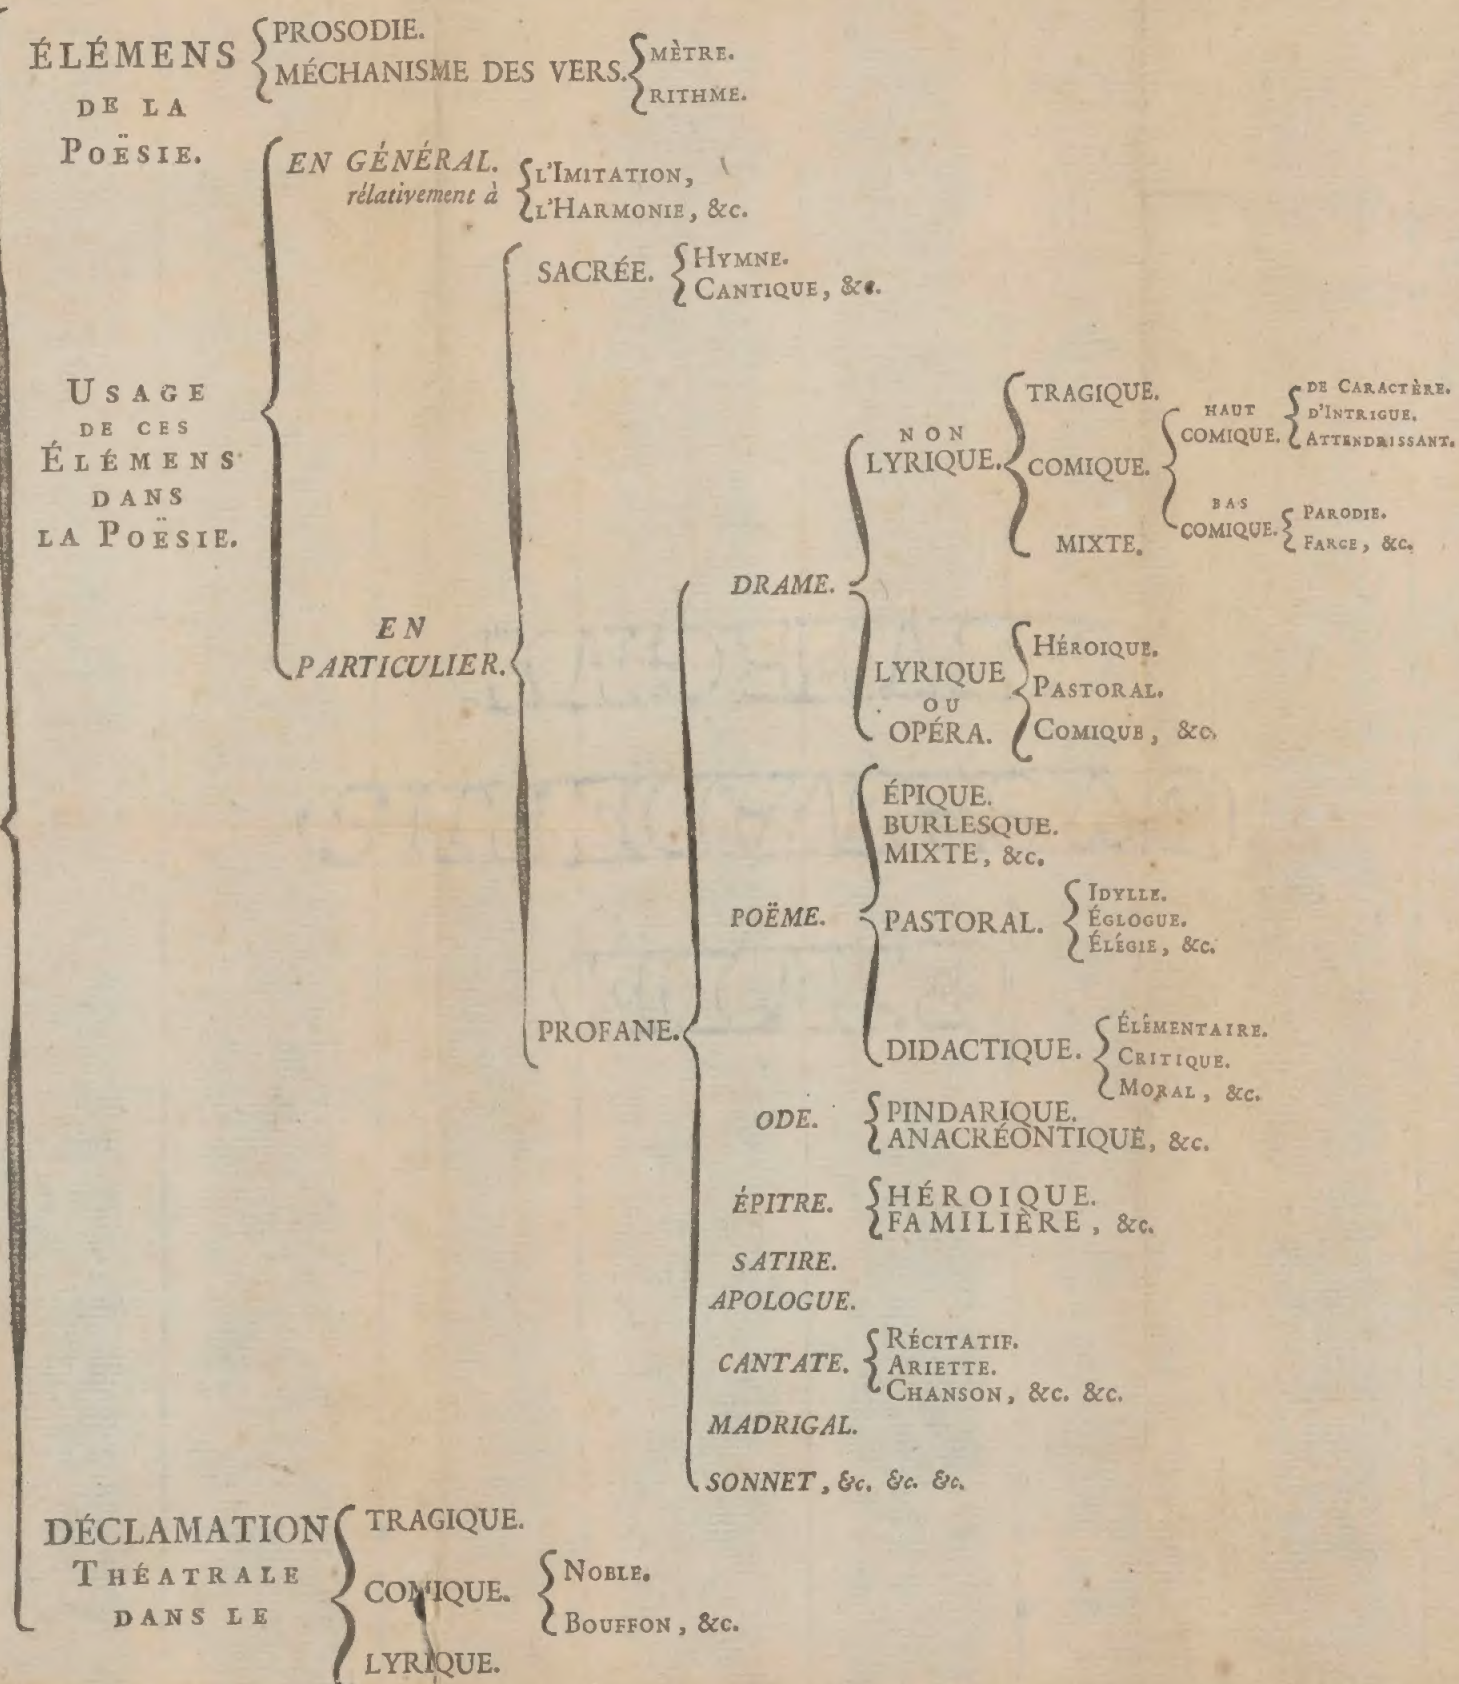 ÉLÉMENS
DE LA
POËSIE.
PROSODIE.
MÉCHANISME DES VERS.
MÈTRE.
RITHME.
USAGE
DE CES
ÉLÉMENS
DANS
LA POËSIE.
EN GÉNÉRAL.
rélativement à
L'IMITATION,
L'HARMONIE, &c.
EN
PARTICULIER.
SACRÉE.
HYMNE.
CANTIQUE, &c.
PROFANE.
DRAME.
NON
LYRIQUE.
TRAGIQUE.
COMIQUE.
HAUT
COMIQUE.
DE CARACTÈRE.
D'INTRIGUE.
ATTENDRISSANT.
BAS
COMIQUE.
PARODIE.
FARCE, &c.
MIXTE.
LYRIQUE
OU
OPÉRA.
HÉROIQUE.
PASTORAL.
COMIQUE, &c.
POËME.
ÉPIQUE.
BURLESQUE.
MIXTE, &c.
PASTORAL.
IDYLLE.
ÉGLOGUE.
ÉLÉGIE, &c.
DIDACTIQUE.
ÉLÉMENTAIRE.
CRITIQUE.
MORAL, &c.
ODE.
PINDARIQUE.
ANACRÉONTIQUE, &c.
ÉPITRE.
HÉROIQUE.
FAMILIÈRE, &c.
SATIRE.
APOLOGUE.
CANTATE.
RÉCITATIF.
ARIETTE.
CHANSON, &c. &c.
MADRIGAL.
SONNET, &c. &c. &c.
DÉCLAMATION
THÉATRALE
DANS LE
TRAGIQUE.
COMIQUE.
NOBLE.
BOUFFON, &c.
LYRIQUE.